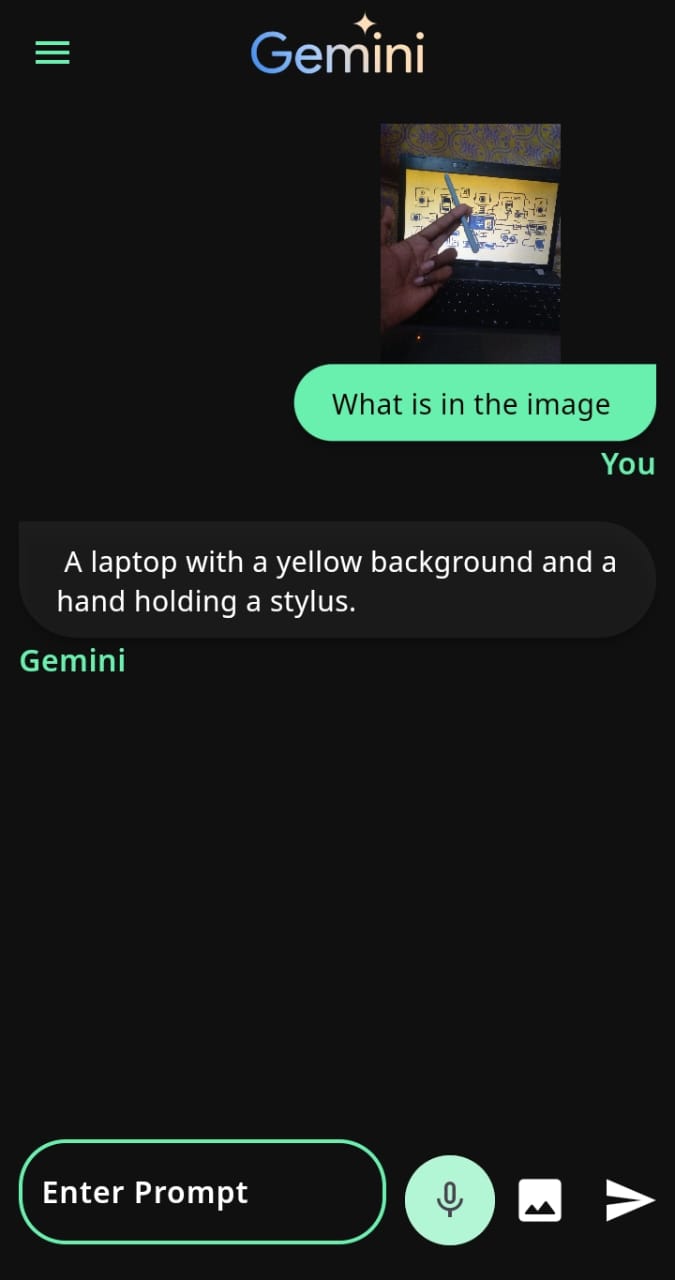 Gemini
What is in the image
You
A laptop with a yellow background and a
hand holding a stylus.
Gemini
Enter Prompt